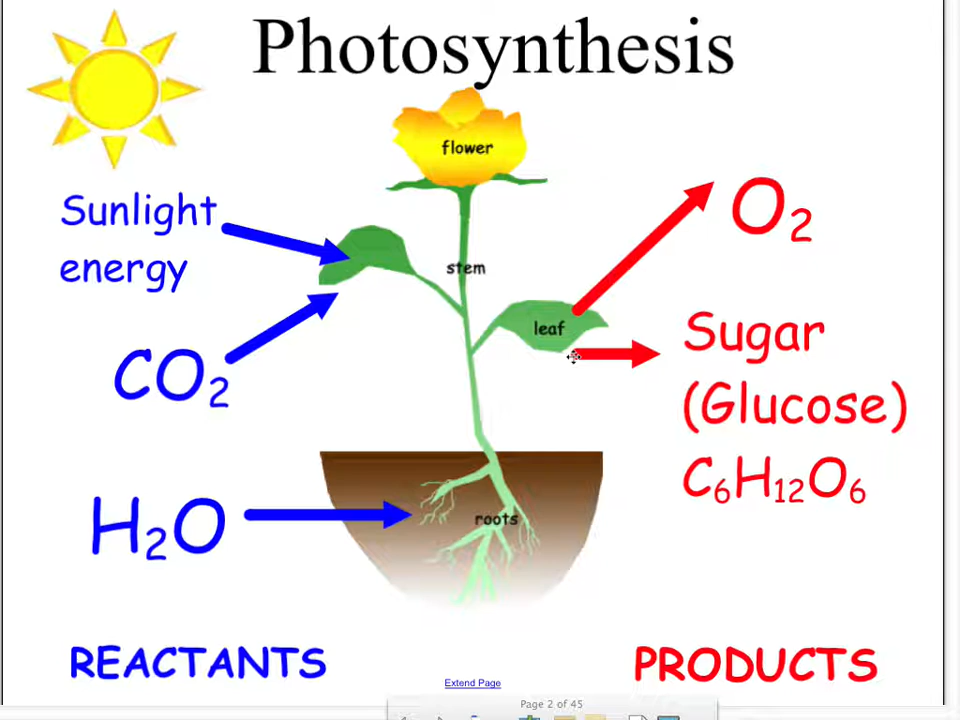 Photosynthesis
flower
Sunlight
energy
stem
O₂
leaf
Sugar
(Glucose)
CO₂
C₆H₁₂O₆
H₂O
roots
REACTANTS
PRODUCTS
Extend Page
Page 2 of 45